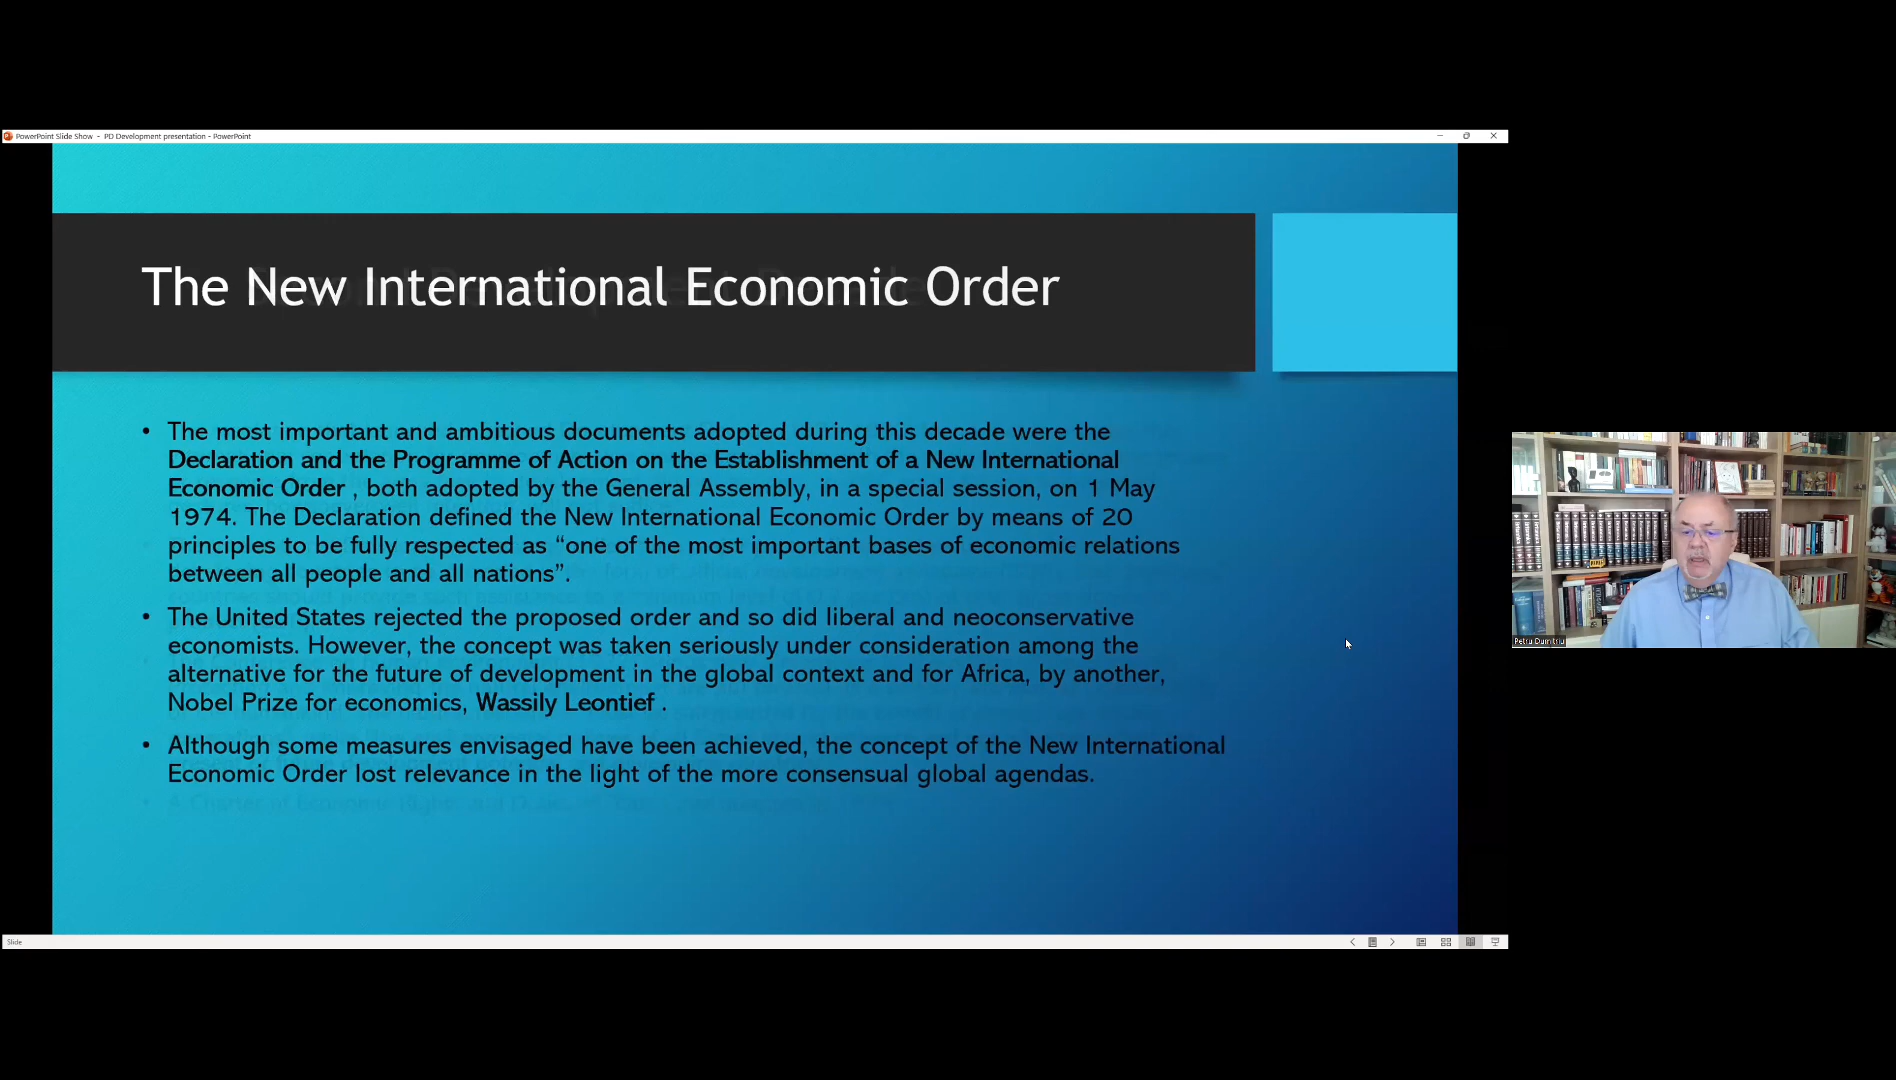 PowerPoint Slide Show - PD Development presentation - PowerPoint
The New International Economic Order
• The most important and ambitious documents adopted during this decade were the
Declaration and the Programme of Action on the Establishment of a New International
Economic Order , both adopted by the General Assembly, in a special session, on 1 May
1974. The Declaration defined the New International Economic Order by means of 20
principles to be fully respected as “one of the most important bases of economic relations
between all people and all nations”.
• The United States rejected the proposed order and so did liberal and neoconservative
economists. However, the concept was taken seriously under consideration among the
alternative for the future of development in the global context and for Africa, by another,
Nobel Prize for economics, Wassily Leontief .
• Although some measures envisaged have been achieved, the concept of the New International
Economic Order lost relevance in the light of the more consensual global agendas.
Petru Dumitriu
Slide